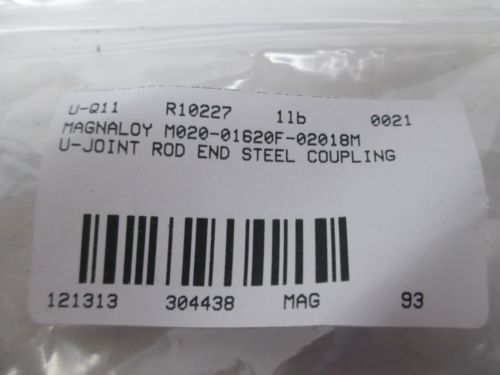 U-Q11 R10227 1lb 0021
MAGNALOY M020-01620F-02018M
U-JOINT ROD END STEEL COUPLING
121313 304438 MAG 93